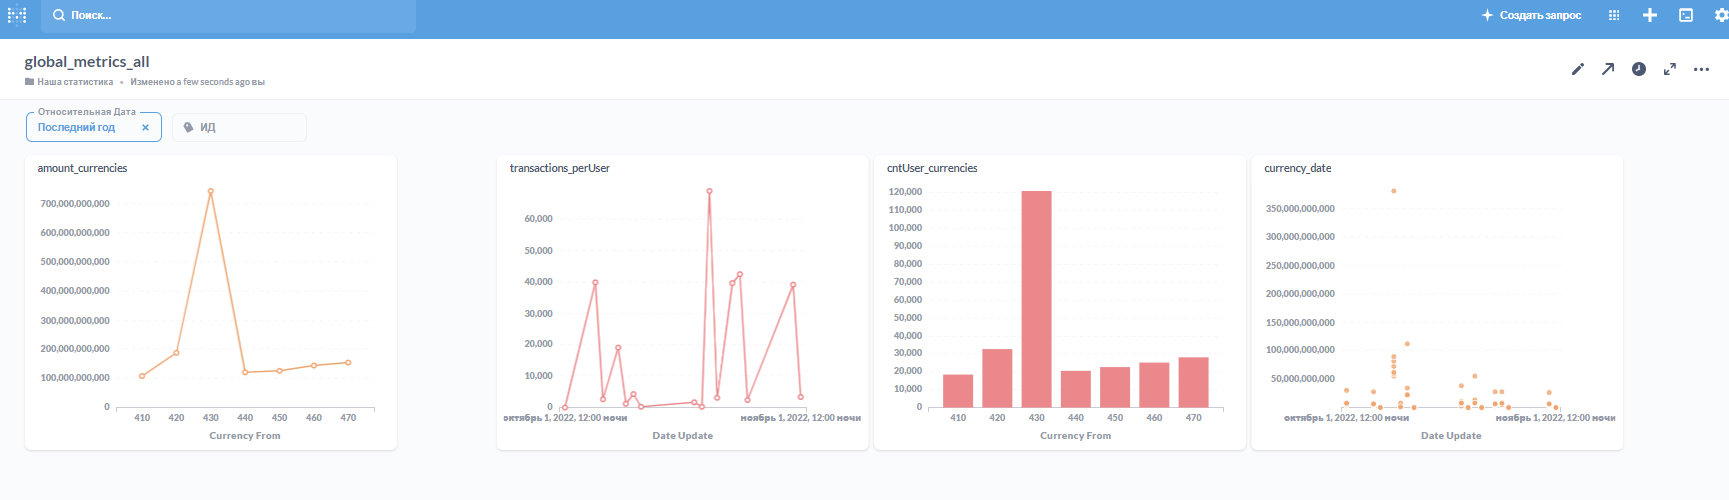 Поиск...
Создать запрос
global_metrics_all
Наша статистика • Изменено a few seconds ago вы
Относительная Дата
Последний год
ИД
amount_currencies
700,000,000,000
600,000,000,000
500,000,000,000
400,000,000,000
300,000,000,000
200,000,000,000
100,000,000,000
0
410 420 430 440 450 460 470
Currency From
transactions_perUser
60,000
50,000
40,000
30,000
20,000
10,000
0
октябрь 1, 2022, 12:00 ночи ноябрь 1, 2022, 12:00 ночи
Date Update
cntUser_currencies
120,000
110,000
100,000
90,000
80,000
70,000
60,000
50,000
40,000
30,000
20,000
10,000
0
410 420 430 440 450 460 470
Currency From
currency_date
350,000,000,000
300,000,000,000
250,000,000,000
200,000,000,000
150,000,000,000
100,000,000,000
50,000,000,000
октябрь 1, 2022, 12:00 ночи ноябрь 1, 2022, 12:00 ночи
Date Update